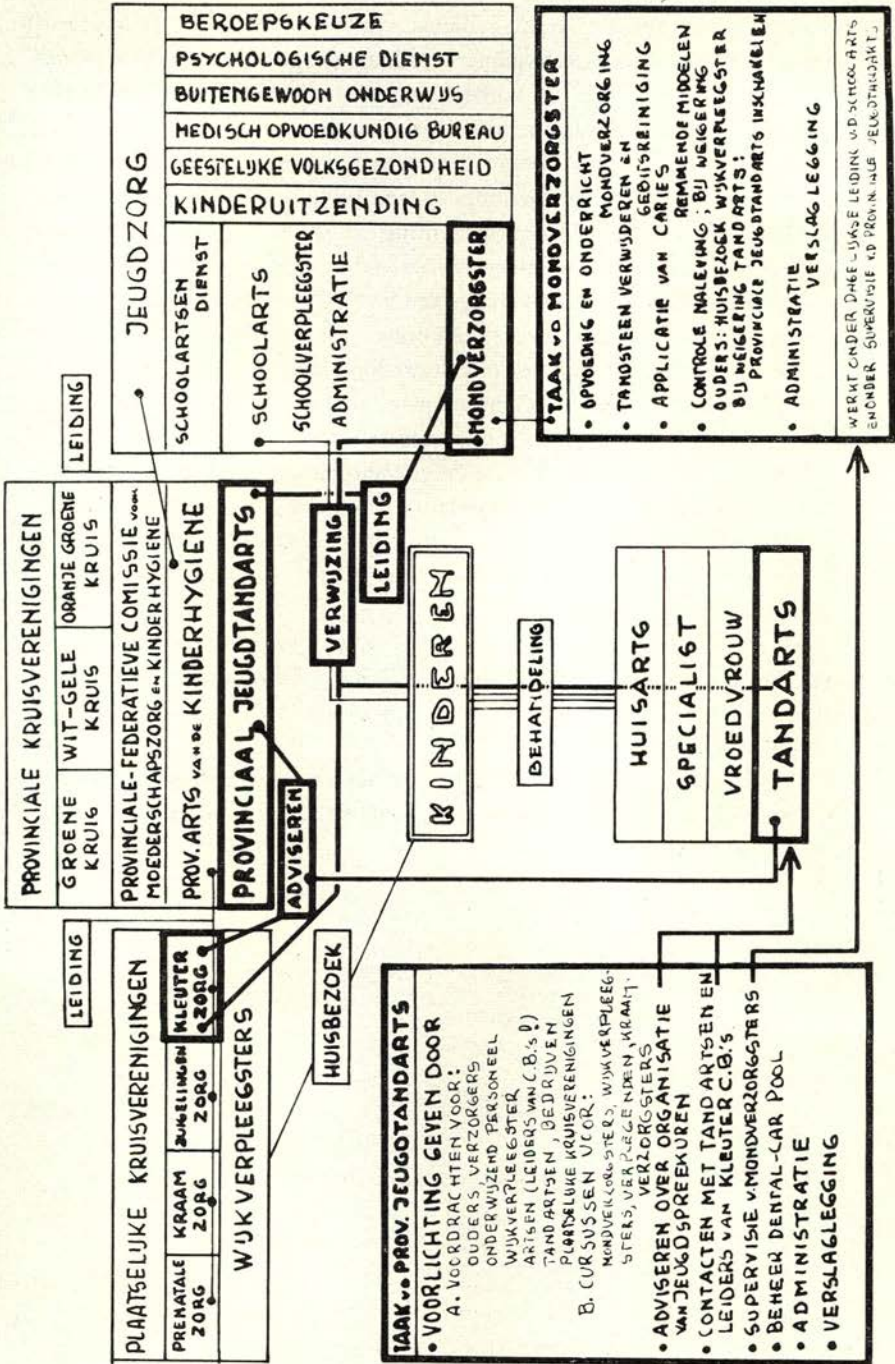 PLAATSELIJKE KRUISVERENIGINGEN
PRENATALE ZORG
KRAAM ZORG
ZUIGELINGEN ZORG
KLEUTER ZORG
WIJKVERPLEEGSTERS
LEIDING
PROVINCIALE KRUISVERENIGINGEN
GROENE KRUIS
WIT-GELE KRUIS
ORANJE GROENE KRUIS
PROVINCIALE-FEDERATIEVE COMISSIE voor
MOEDERSCHAPSZORG en KINDERHYGIENE
PROV. ARTS VAN DE KINDERHYGIENE
PROVINCIAAL JEUGDTANDARTS
LEIDING
JEUGDZORG
SCHOOLARTSEN
DIENST
SCHOOLARTS
SCHOOLVERPLEEGSTER
ADMINISTRATIE
MONDVERZORGSTER
BEROEPSKEUZE
PSYCHOLOGISCHE DIENST
BUITENGEWOON ONDERWIJS
MEDISCH OPVOEDKUNDIG BUREAU
GEESTELIJKE VOLKSGEZONDHEID
KINDERUITZENDING
HUISBEZOEK
ADVISEREN
VERWIJZING
LEIDING
KINDEREN
BEHANDELING
HUISARTS
SPECIALIST
VROEDVROUW
TANDARTS
TAAK v.D PROV. JEUGDTANDARTS
• VOORLICHTING GEVEN DOOR
A. VOORDRACHTEN VOOR:
OUDERS, VERZORGERS
ONDERWIJZEND PERSONEEL
WIJKVERPLEEGSTER
ARTSEN (LEIDERS VAN C.B.'s!)
TANDARTSEN, BEDRIJVEN
PLAATSELIJKE KRUISVERENIGINGEN
B. CURSUSSEN VOOR:
MONDVERZORGSTERS, WIJKVERPLEEG-
STERS, VERPLEGENDEN, KRAAM-
VERZORGSTERS
• ADVISEREN OVER ORGANISATIE
VAN JEUGDSPREEKUREN
• CONTACTEN MET TANDARTSEN EN
LEIDERS VAN KLEUTER C.B.'s
• SUPERVISIE v. MONDVERZORGSTERS
• BEHEER DENTAL-CAR POOL
• ADMINISTRATIE
• VERSLAGLEGGING
TAAK v.D MONDVERZORGSTER
• OPVOEDING EN ONDERRICHT
MONDVERZORGING
• TANDSTEEN VERWIJDEREN EN
GEBITSREINIGING
• APPLICATIE VAN CARIES
REMMENDE MIDDELEN
• CONTROLE NALEVING; BIJ WEIGERING
OUDERS: HUISBEZOEK WIJKVERPLEEGSTER
BIJ WEIGERING TANDARTS:
PROVINCIALE JEUGDTANDARTS INSCHAKELEN
• ADMINISTRATIE
VERSLAGLEGGING
WERKT ONDER DAGELIJKSE LEIDING v.D SCHOOLARTS
EN ONDER SUPERVISIE v.D PROVINCIALE JEUGDTANDARTS